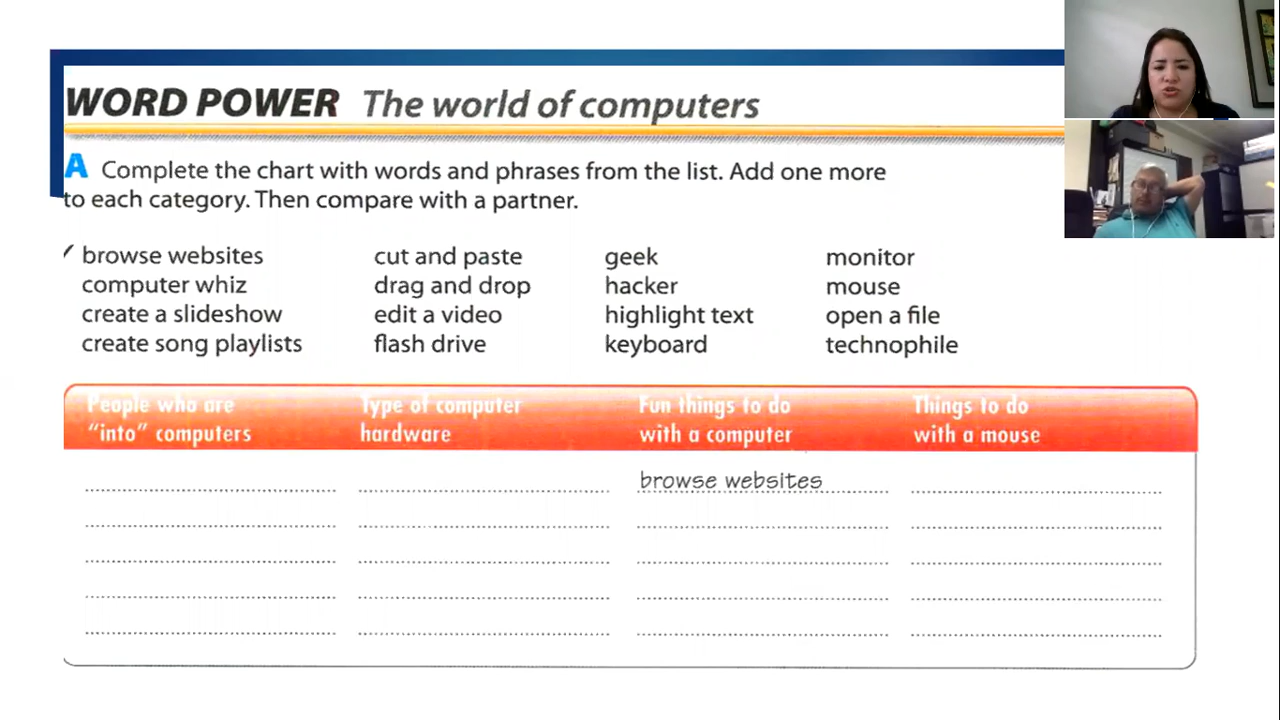 WORD POWER The world of computers
A Complete the chart with words and phrases from the list. Add one more
to each category. Then compare with a partner.
✓ browse websites cut and paste geek monitor
computer whiz drag and drop hacker mouse
create a slideshow edit a video highlight text open a file
create song playlists flash drive keyboard technophile
People who are "into" computers
Type of computer hardware
Fun things to do with a computer
Things to do with a mouse
browse websites